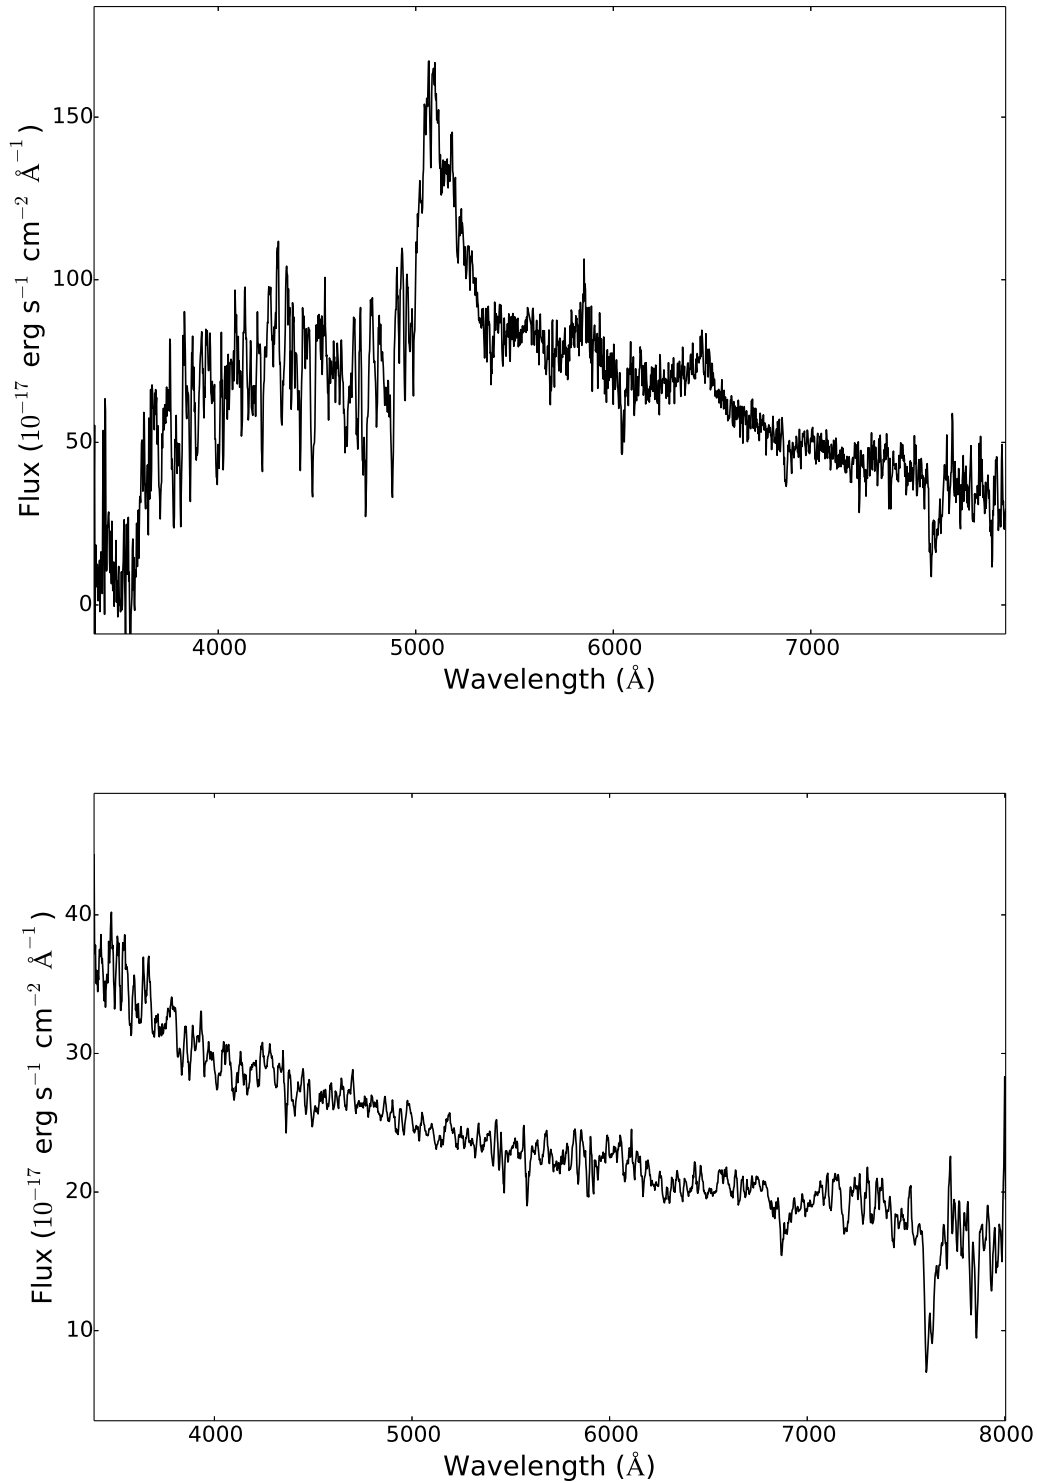 150
100
50
0
Flux (10⁻¹⁷ erg s⁻¹ cm⁻² Å⁻¹)
4000 5000 6000 7000
Wavelength (Å)
40
30
20
10
Flux (10⁻¹⁷ erg s⁻¹ cm⁻² Å⁻¹)
4000 5000 6000 7000 8000
Wavelength (Å)